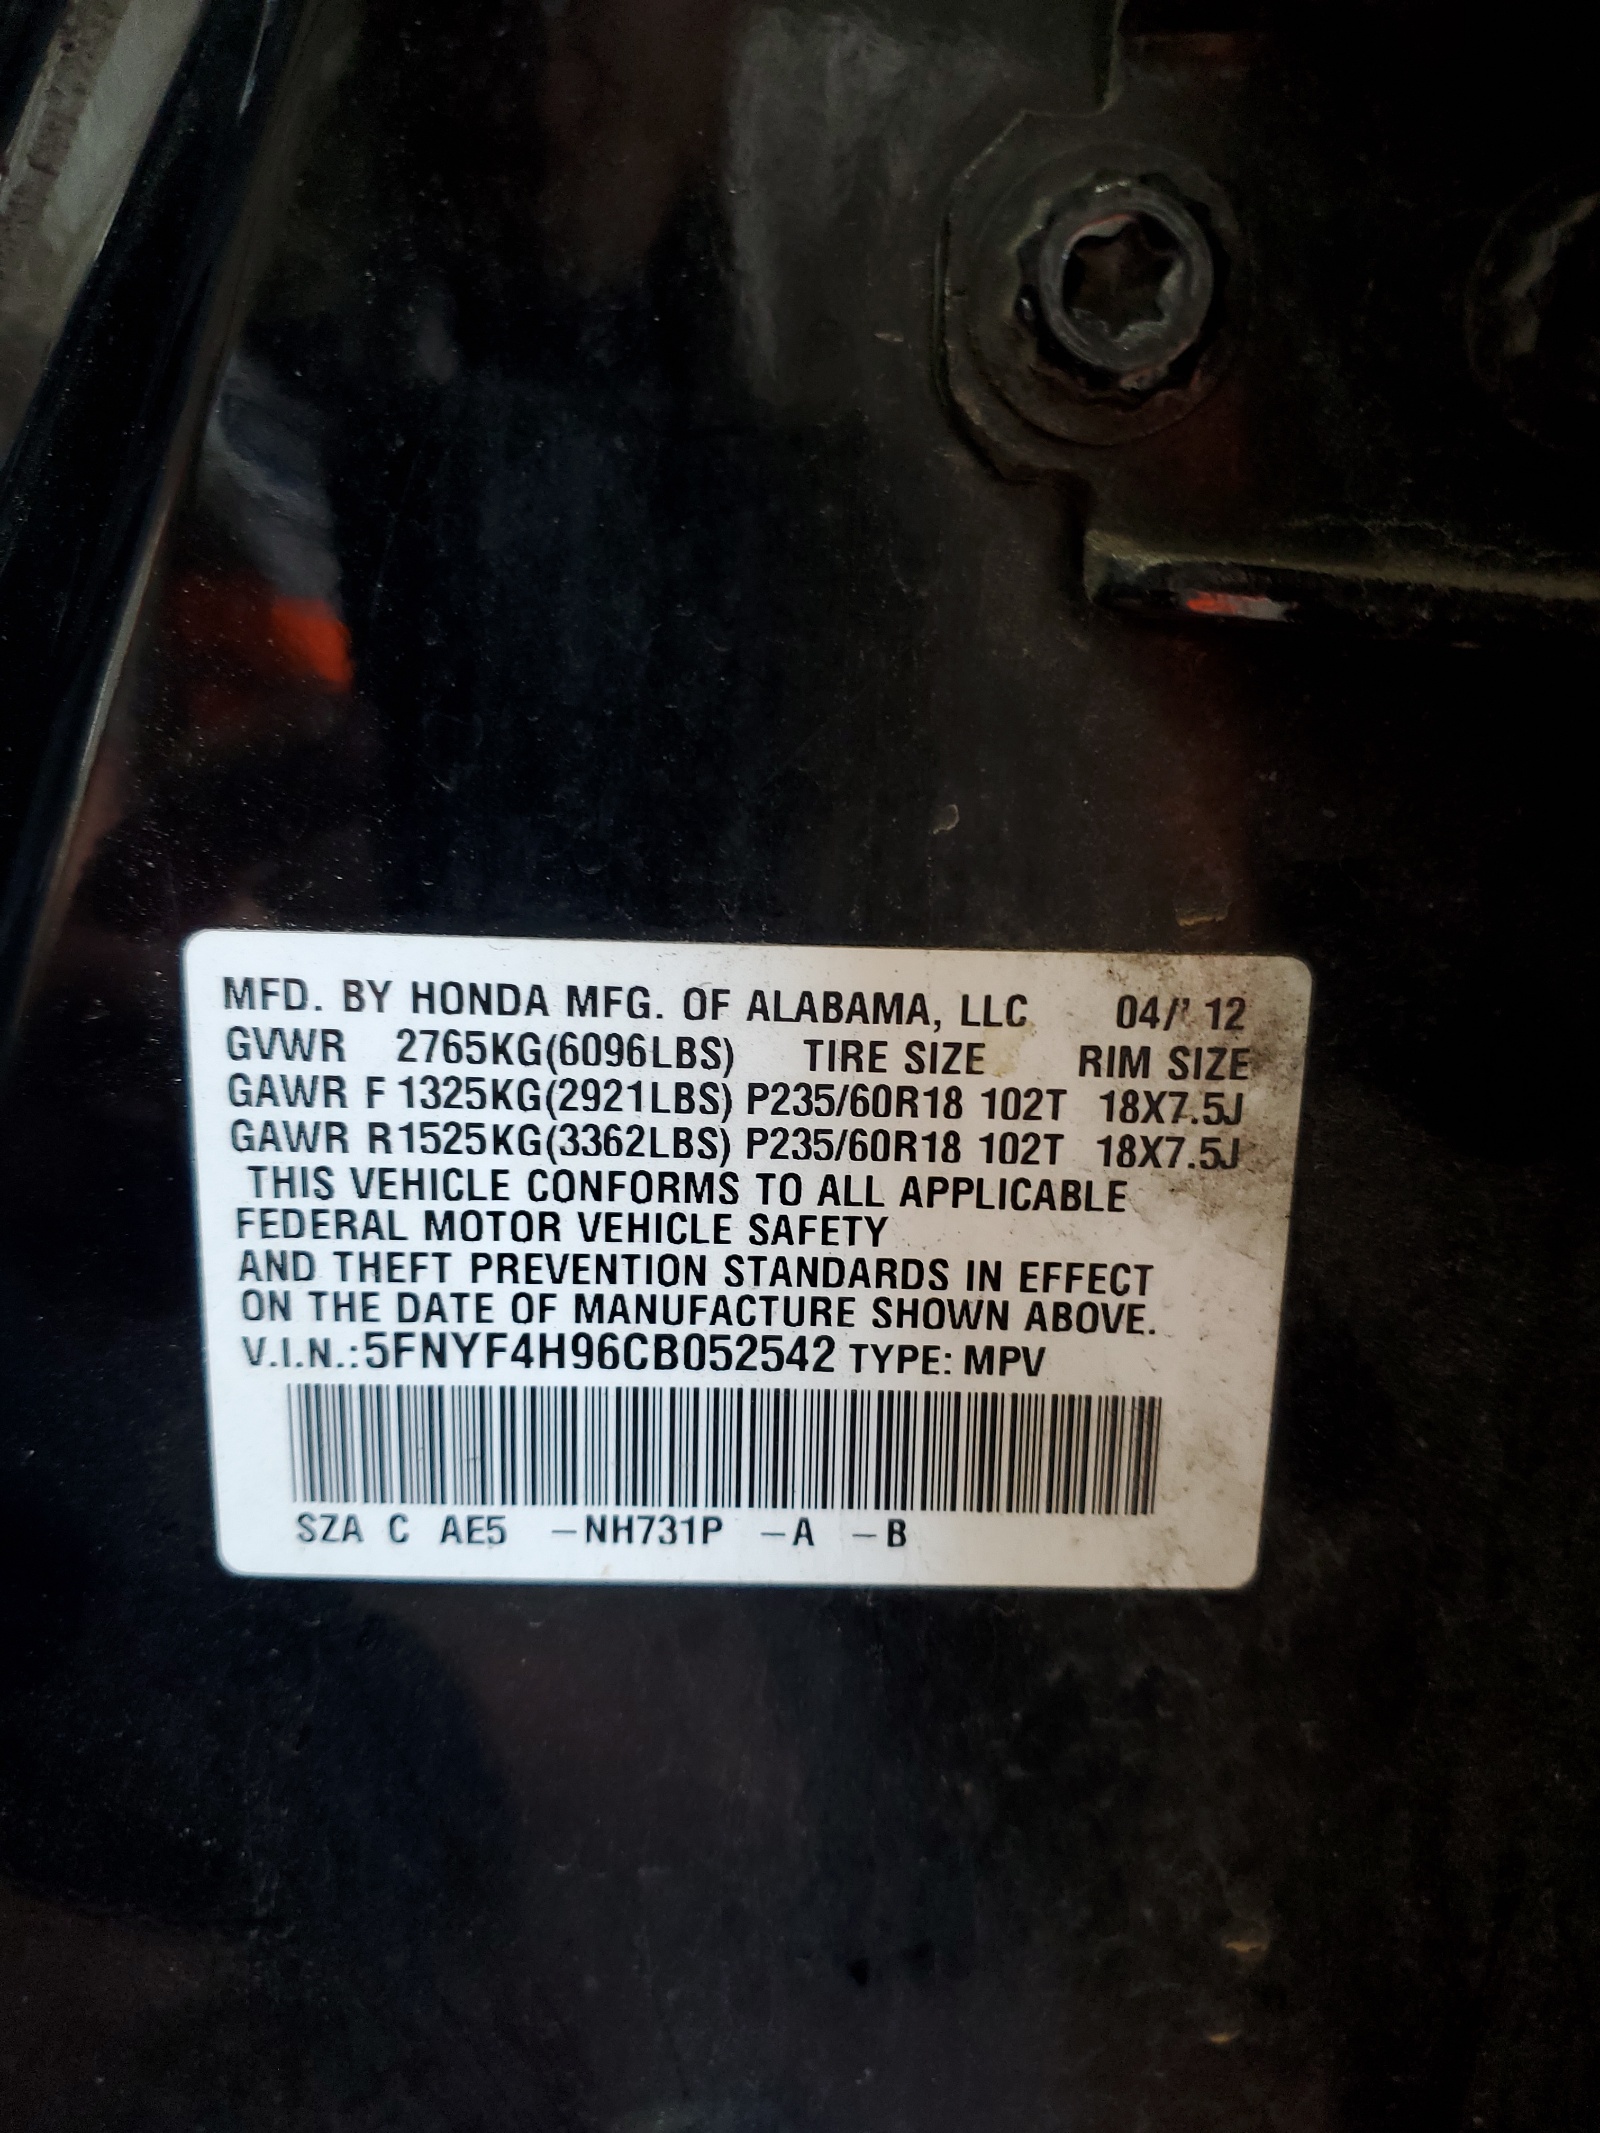 MFD. BY HONDA MFG. OF ALABAMA, LLC 04/' 12
GVWR 2765KG(6096LBS) TIRE SIZE RIM SIZE
GAWR F 1325KG(2921LBS) P235/60R18 102T 18X7.5J
GAWR R1525KG(3362LBS) P235/60R18 102T 18X7.5J
THIS VEHICLE CONFORMS TO ALL APPLICABLE
FEDERAL MOTOR VEHICLE SAFETY
AND THEFT PREVENTION STANDARDS IN EFFECT
ON THE DATE OF MANUFACTURE SHOWN ABOVE.
V.I.N.:5FNYF4H96CB052542 TYPE: MPV
SZA C AE5 –NH731P –A –B